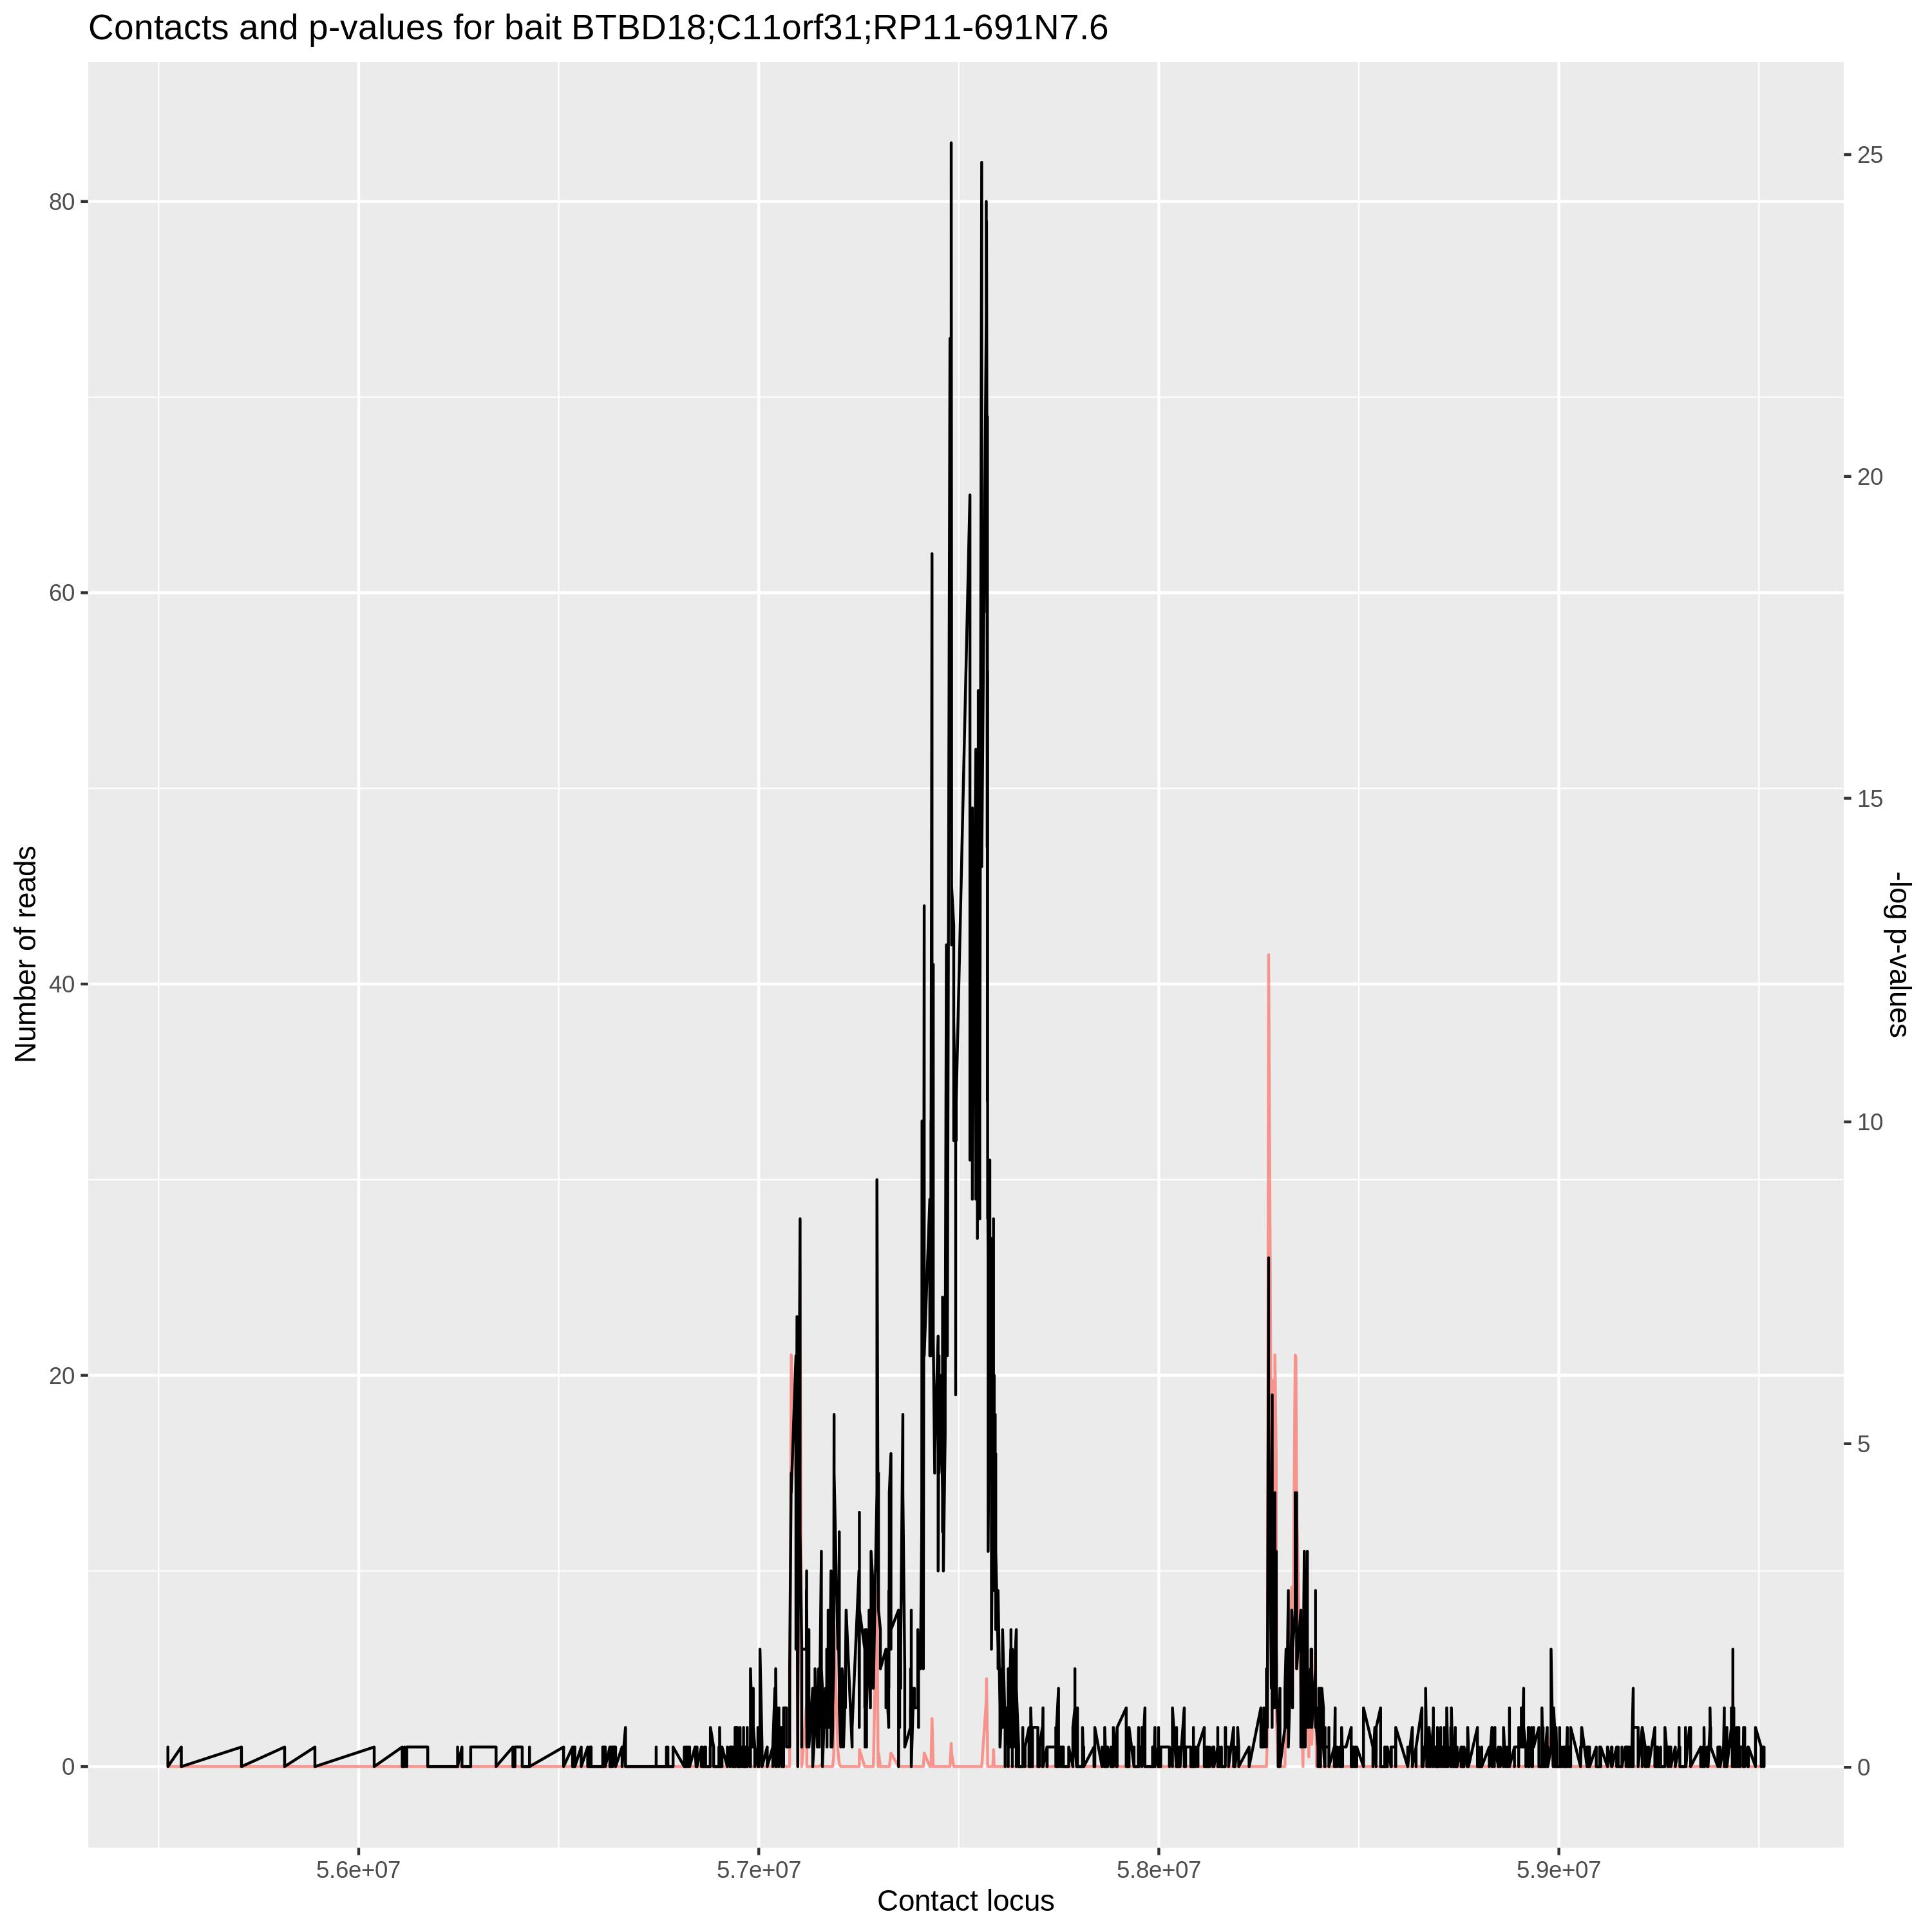 Contacts and p-values for bait BTBD18;C11orf31;RP11-691N7.6
80
60
40
20
0
Number of reads
25
20
15
10
5
0
-log p-values
5.6e+07
5.7e+07
5.8e+07
5.9e+07
Contact locus